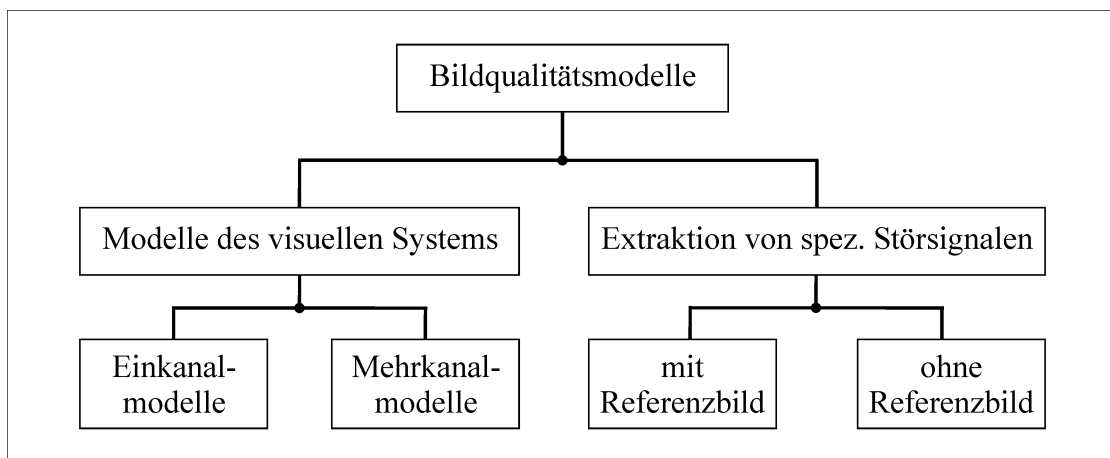 Bildqualitätsmodelle
Modelle des visuellen Systems
Extraktion von spez. Störsignalen
Einkanal-
modelle
Mehrkanal-
modelle
mit
Referenzbild
ohne
Referenzbild